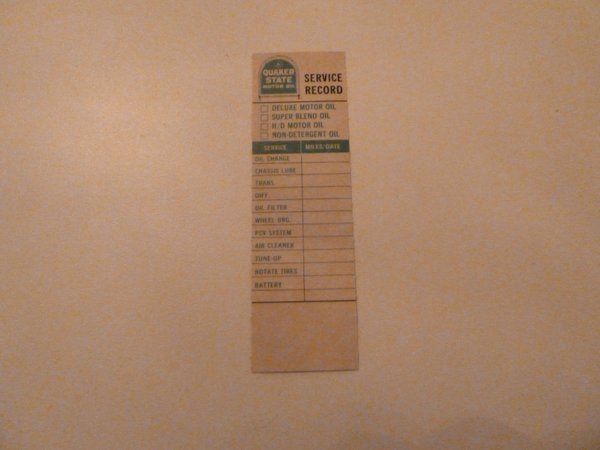 QUAKER
STATE
MOTOR OIL
SERVICE
RECORD
DELUXE MOTOR OIL
SUPER BLEND OIL
H/D MOTOR OIL
NON-DETERGENT OIL
SERVICE MILES/DATE
OIL CHANGE
CHASSIS LUBE
TRANS.
DIFF.
OIL FILTER
WHEEL BRG.
PCV SYSTEM
AIR CLEANER
TUNE-UP
ROTATE TIRES
BATTERY